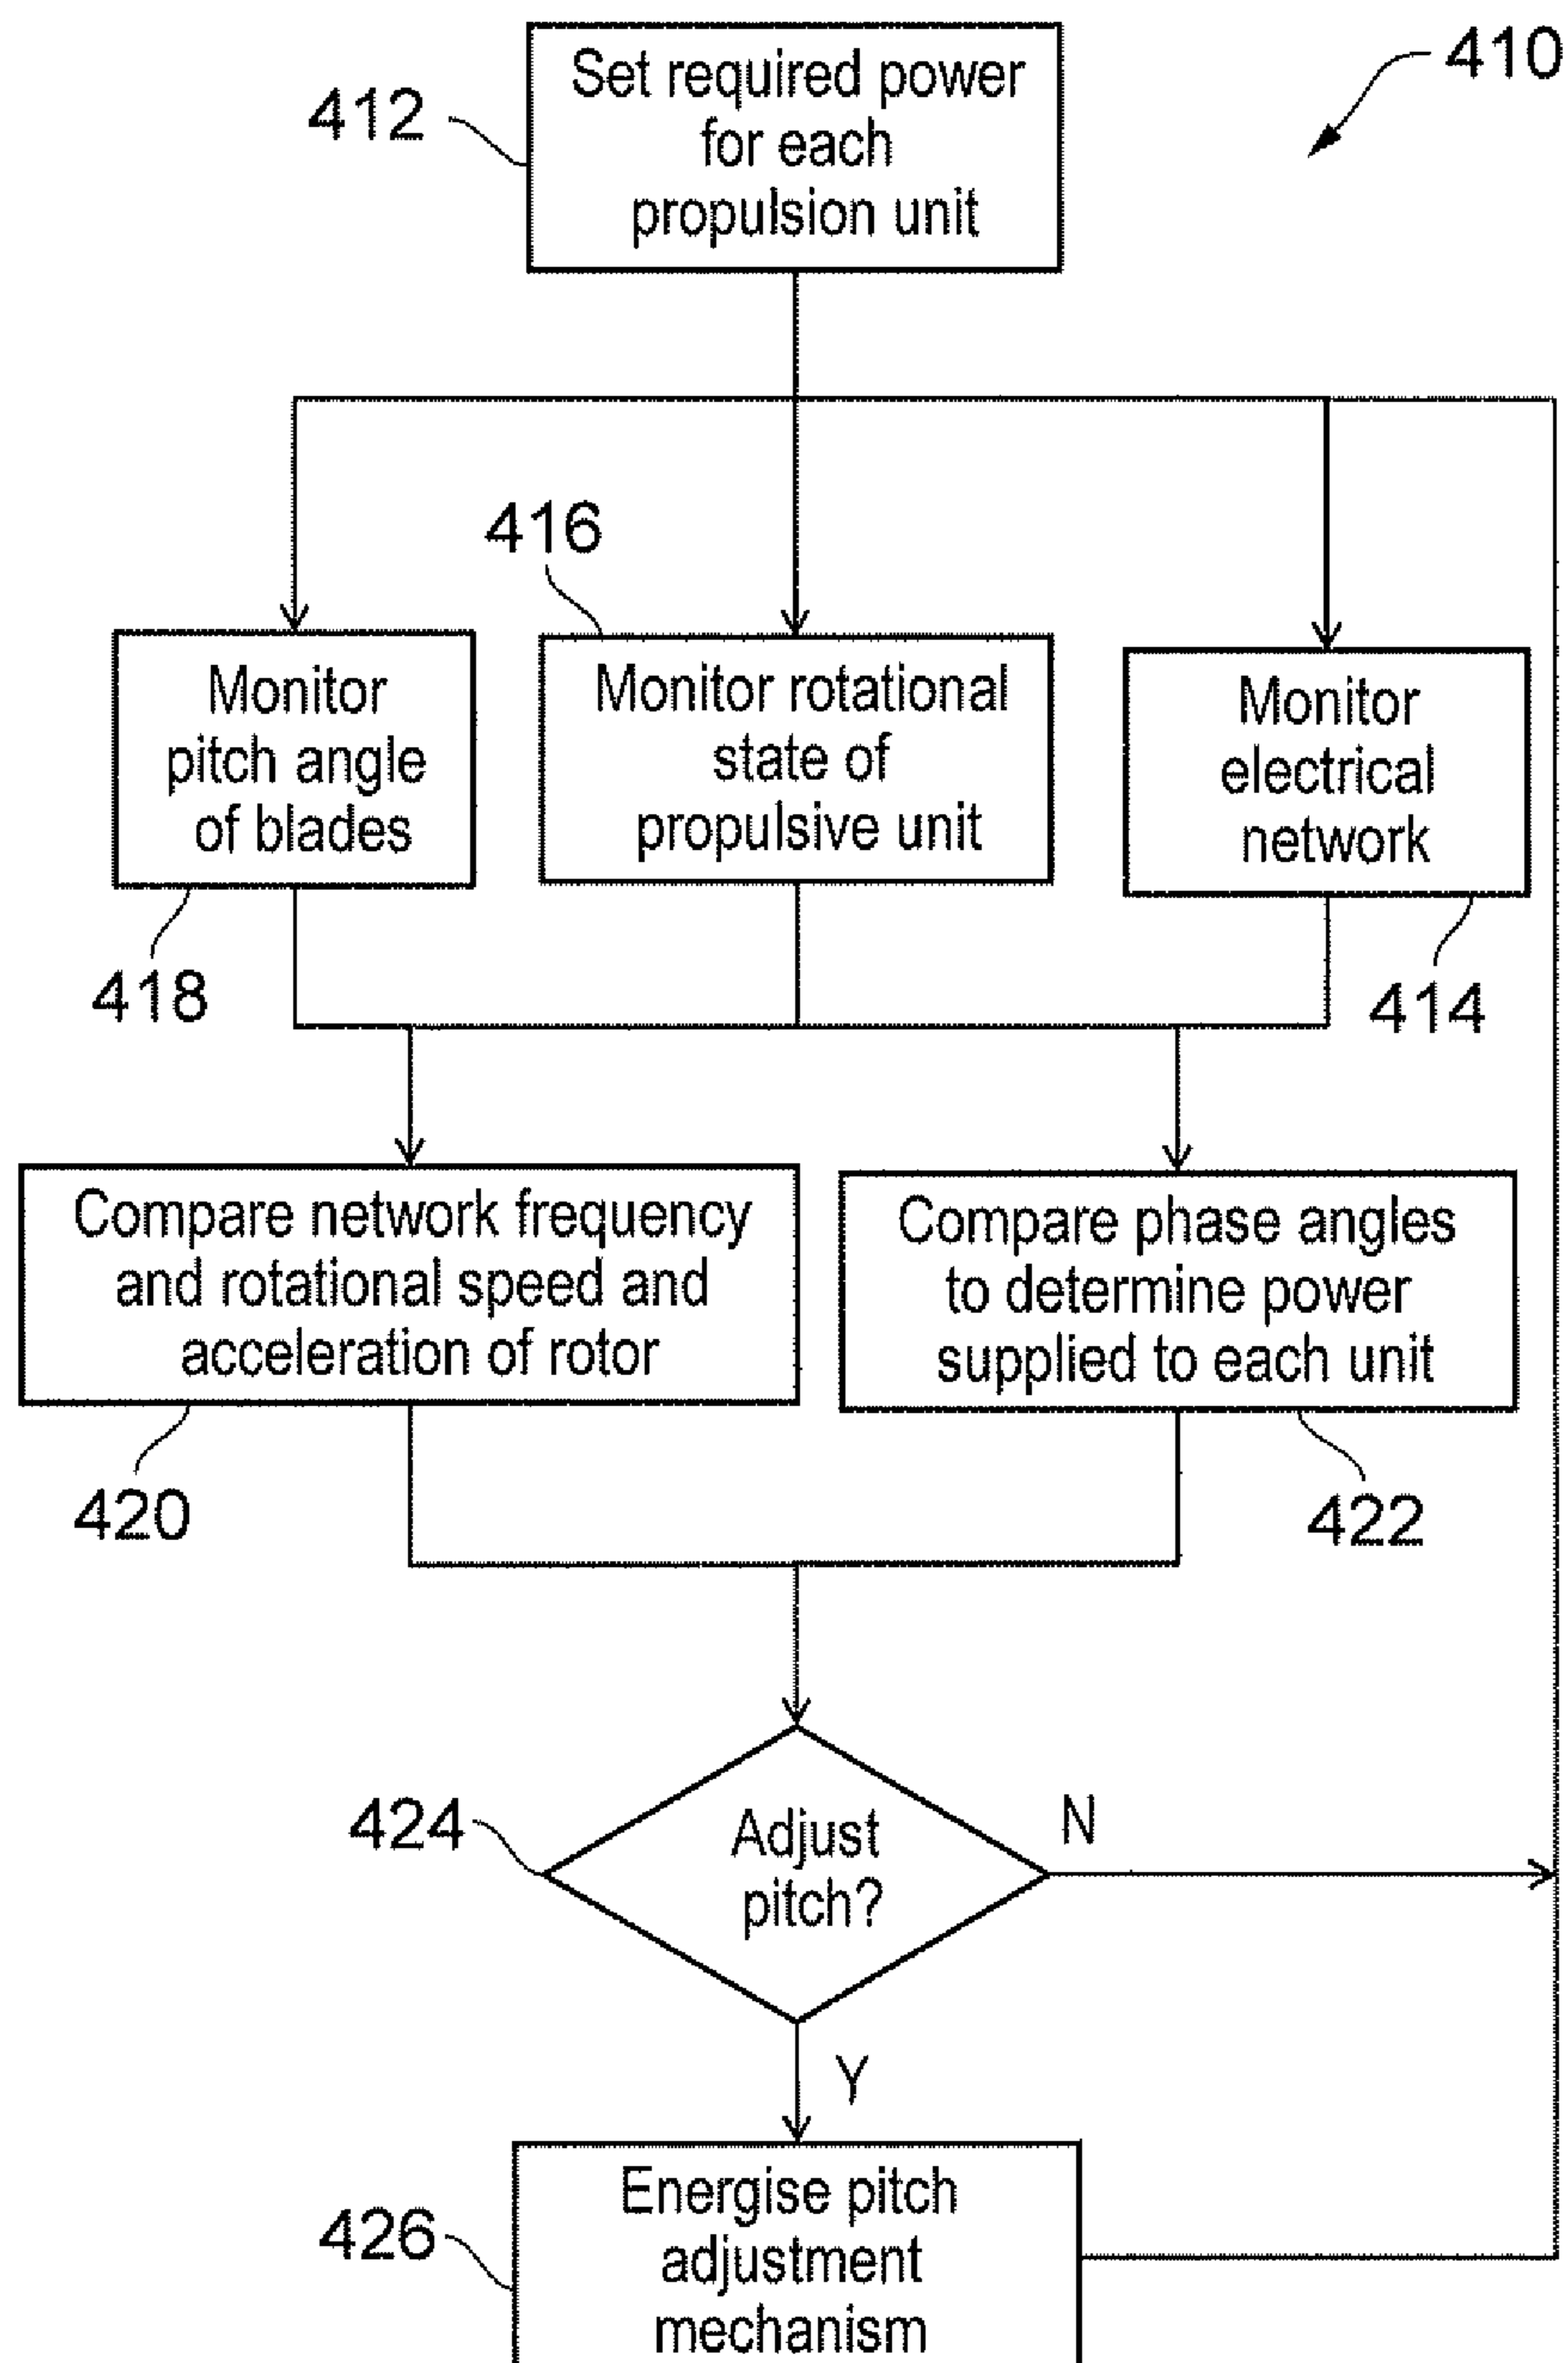 410
412
Set required power
for each
propulsion unit
416
Monitor
pitch angle
of blades
Monitor rotational
state of
propulsive unit
Monitor
electrical
network
418
414
Compare network frequency
and rotational speed and
acceleration of rotor
Compare phase angles
to determine power
supplied to each unit
420
422
424
Adjust
pitch?
N
Y
426
Energise pitch
adjustment
mechanism